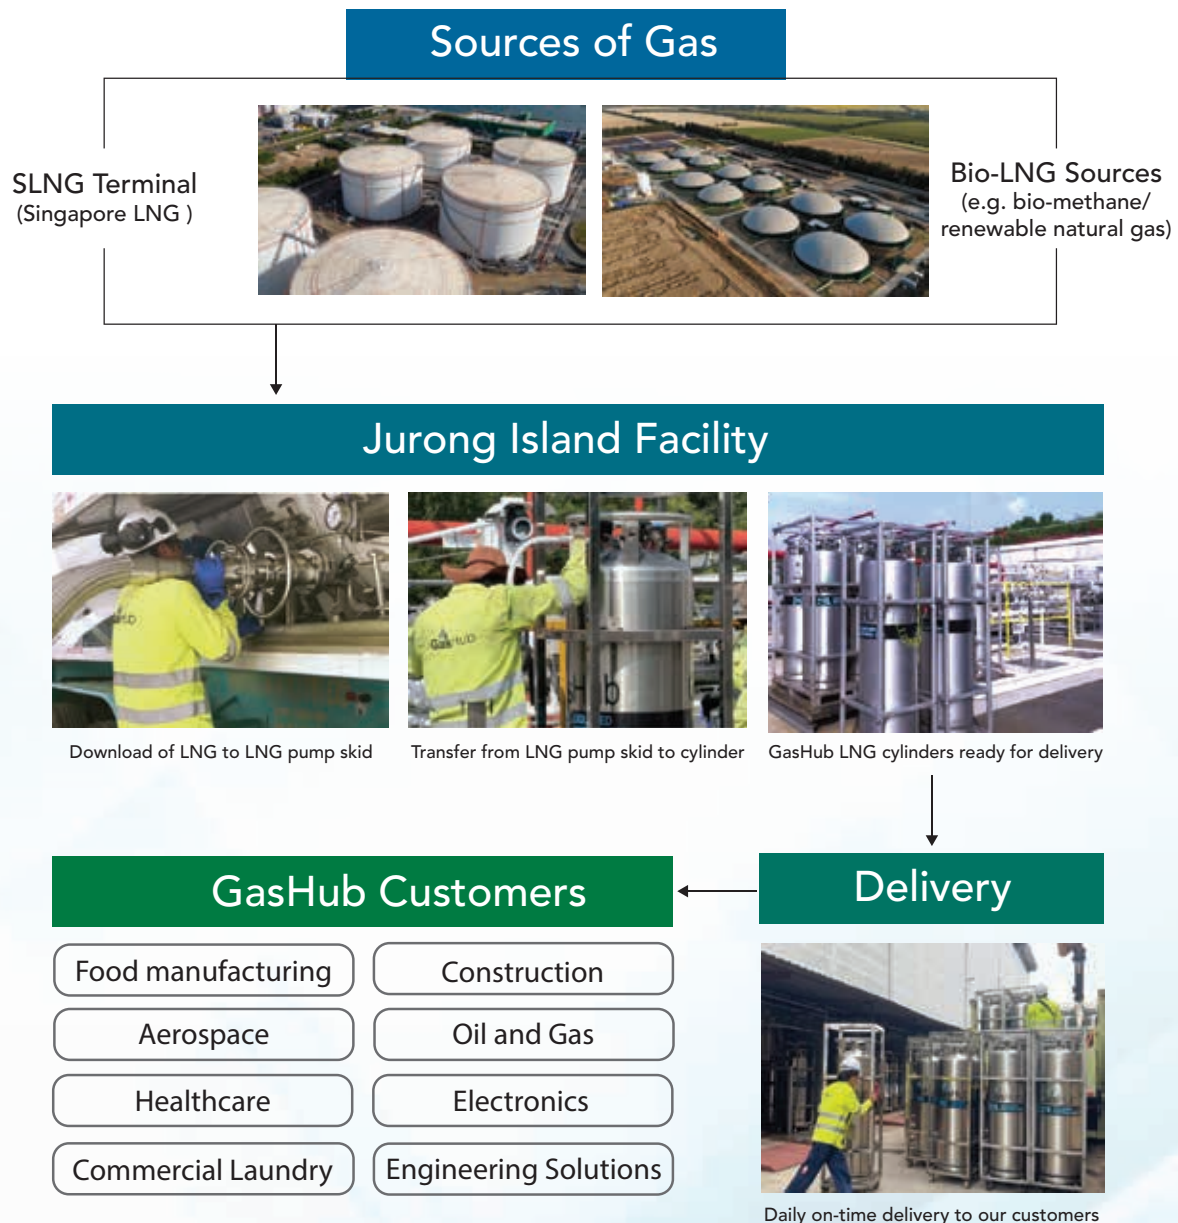 Sources of Gas
SLNG Terminal
(Singapore LNG )
Bio-LNG Sources
(e.g. bio-methane/
renewable natural gas)
Jurong Island Facility
GasHub
Download of LNG to LNG pump skid
Transfer from LNG pump skid to cylinder
GasHub LNG cylinders ready for delivery
GasHub Customers
Delivery
Food manufacturing
Construction
Aerospace
Oil and Gas
Healthcare
Electronics
Commercial Laundry
Engineering Solutions
Daily on-time delivery to our customers